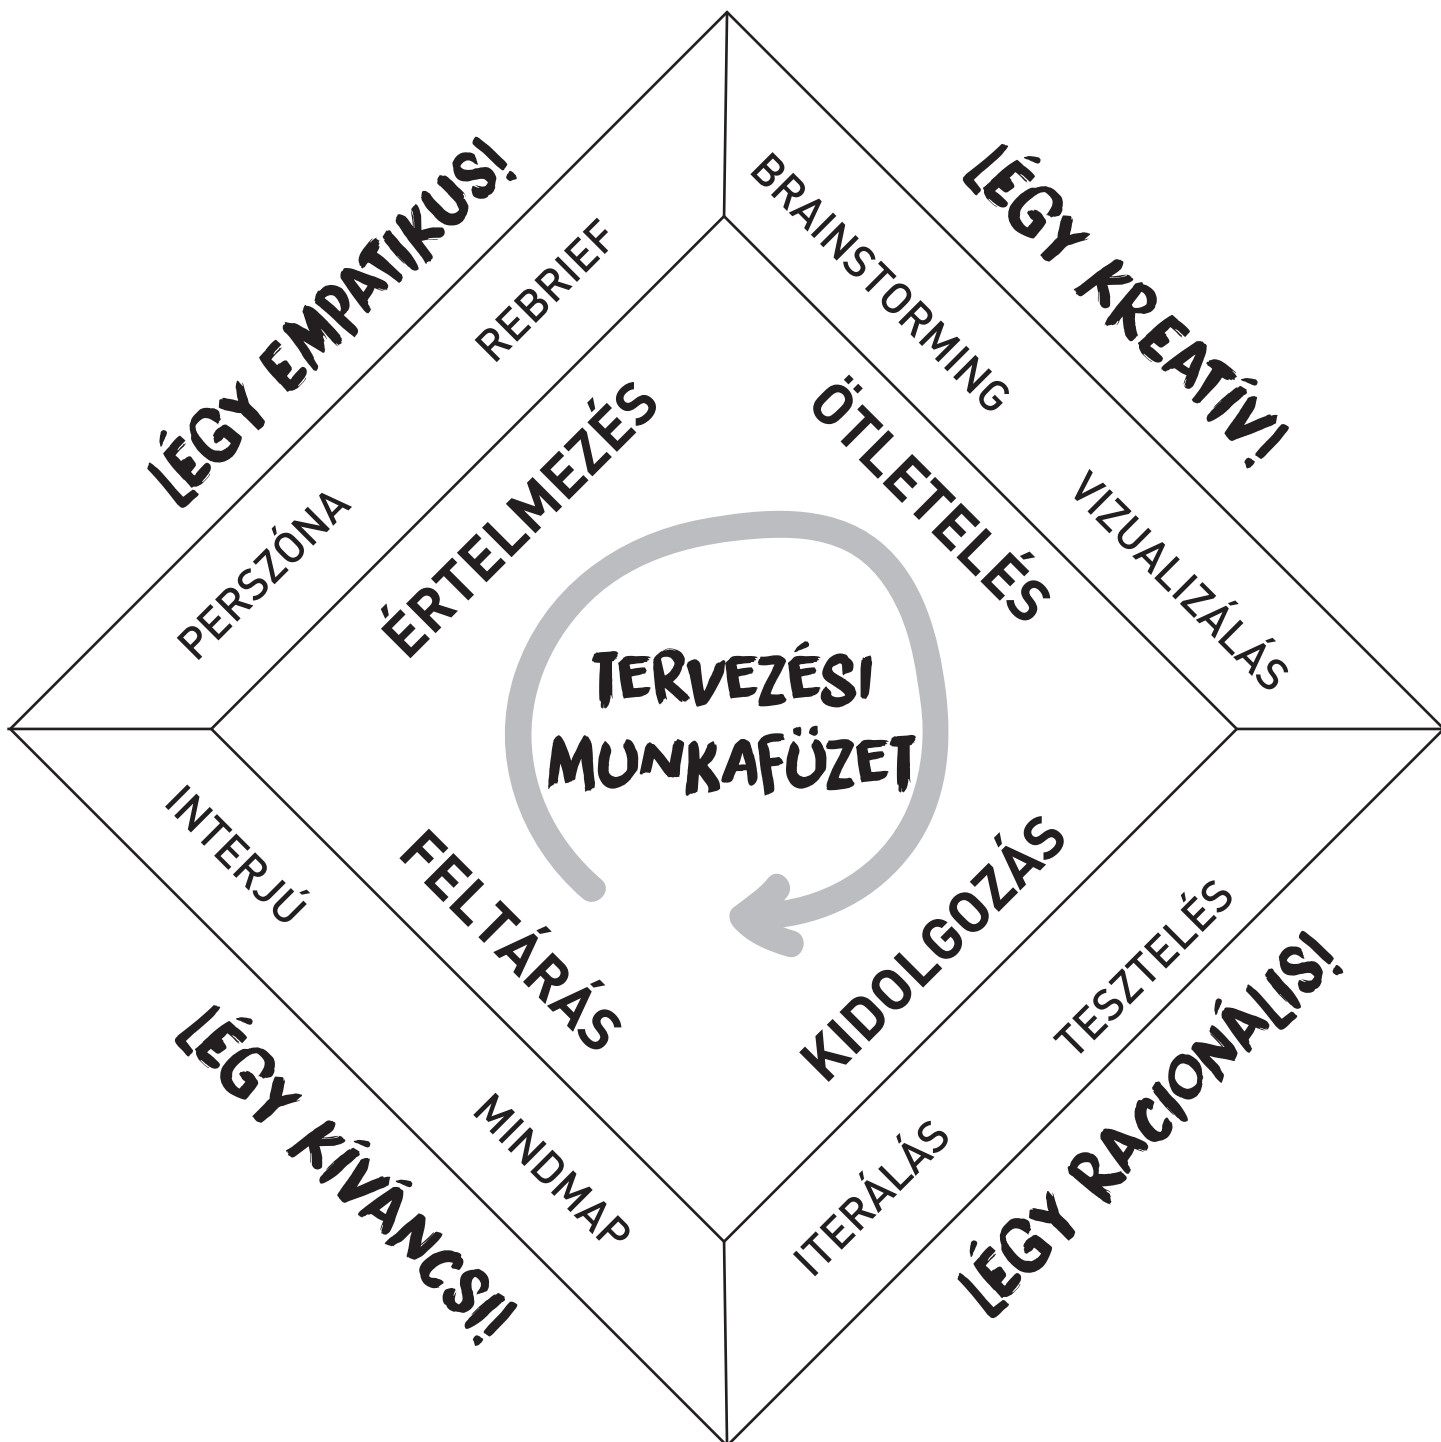 LÉGY EMPATIKUS!
REBRIEF
PERSZÓNA
ÉRTELMEZÉS
LÉGY KREATÍV!
BRAINSTORMING
VIZUALIZÁLÁS
ÖTLETELÉS
TERVEZÉSI
MUNKAFÜZET
FELTÁRÁS
INTERJÚ
MINDMAP
LÉGY KÍVÁNCSI!
KIDOLGOZÁS
TESZTELÉS
ITERÁLÁS
LÉGY RACIONÁLIS!